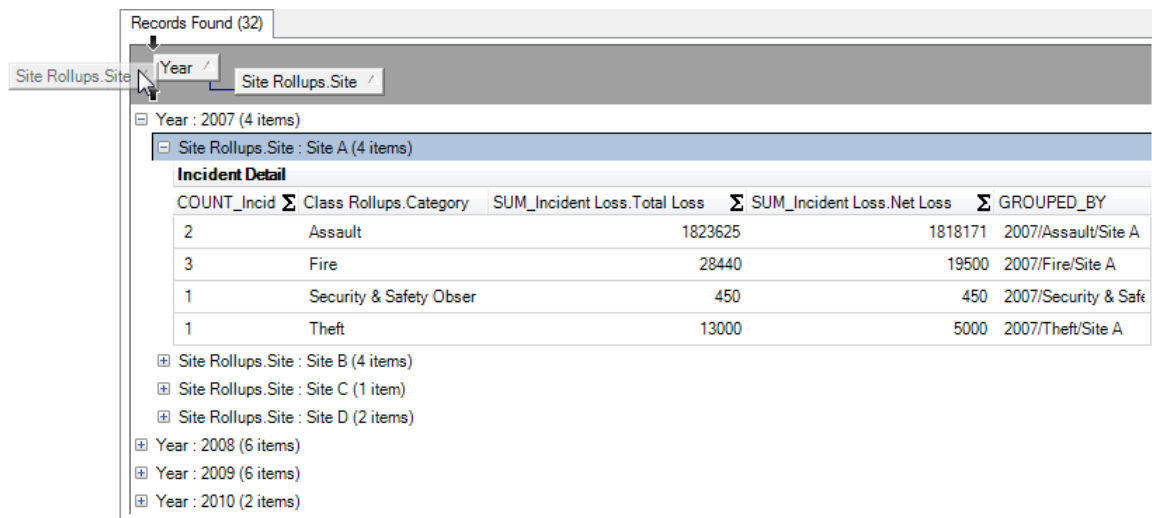 Records Found (32)
Site Rollups.Site
Year
Site Rollups.Site
Year : 2007 (4 items)
Site Rollups.Site : Site A (4 items)
Incident Detail
COUNT_Incid Σ Class Rollups.Category SUM_Incident Loss.Total Loss Σ SUM_Incident Loss.Net Loss Σ GROUPED_BY
2 Assault 1823625 1818171 2007/Assault/Site A
3 Fire 28440 19500 2007/Fire/Site A
1 Security & Safety Obser 450 450 2007/Security & Safe
1 Theft 13000 5000 2007/Theft/Site A
Site Rollups.Site : Site B (4 items)
Site Rollups.Site : Site C (1 item)
Site Rollups.Site : Site D (2 items)
Year : 2008 (6 items)
Year : 2009 (6 items)
Year : 2010 (2 items)